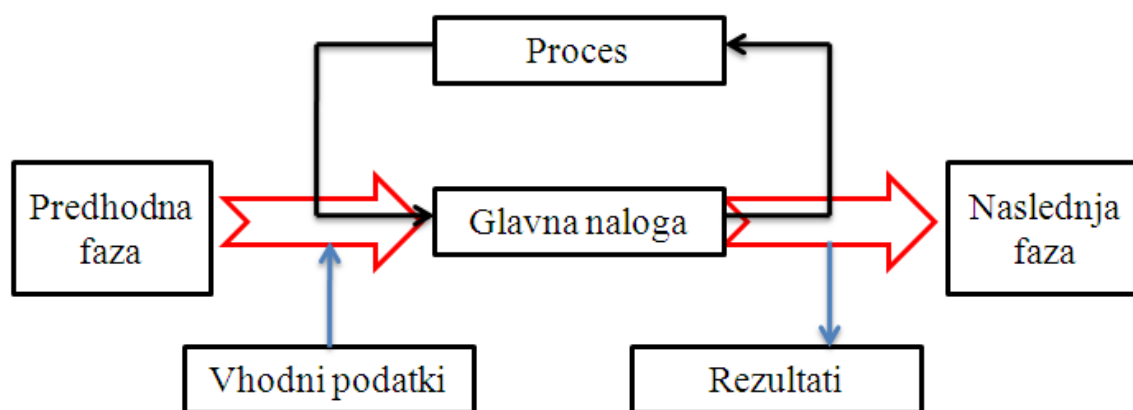 Proces
Predhodna
faza
Glavna naloga
Naslednja
faza
Vhodni podatki
Rezultati